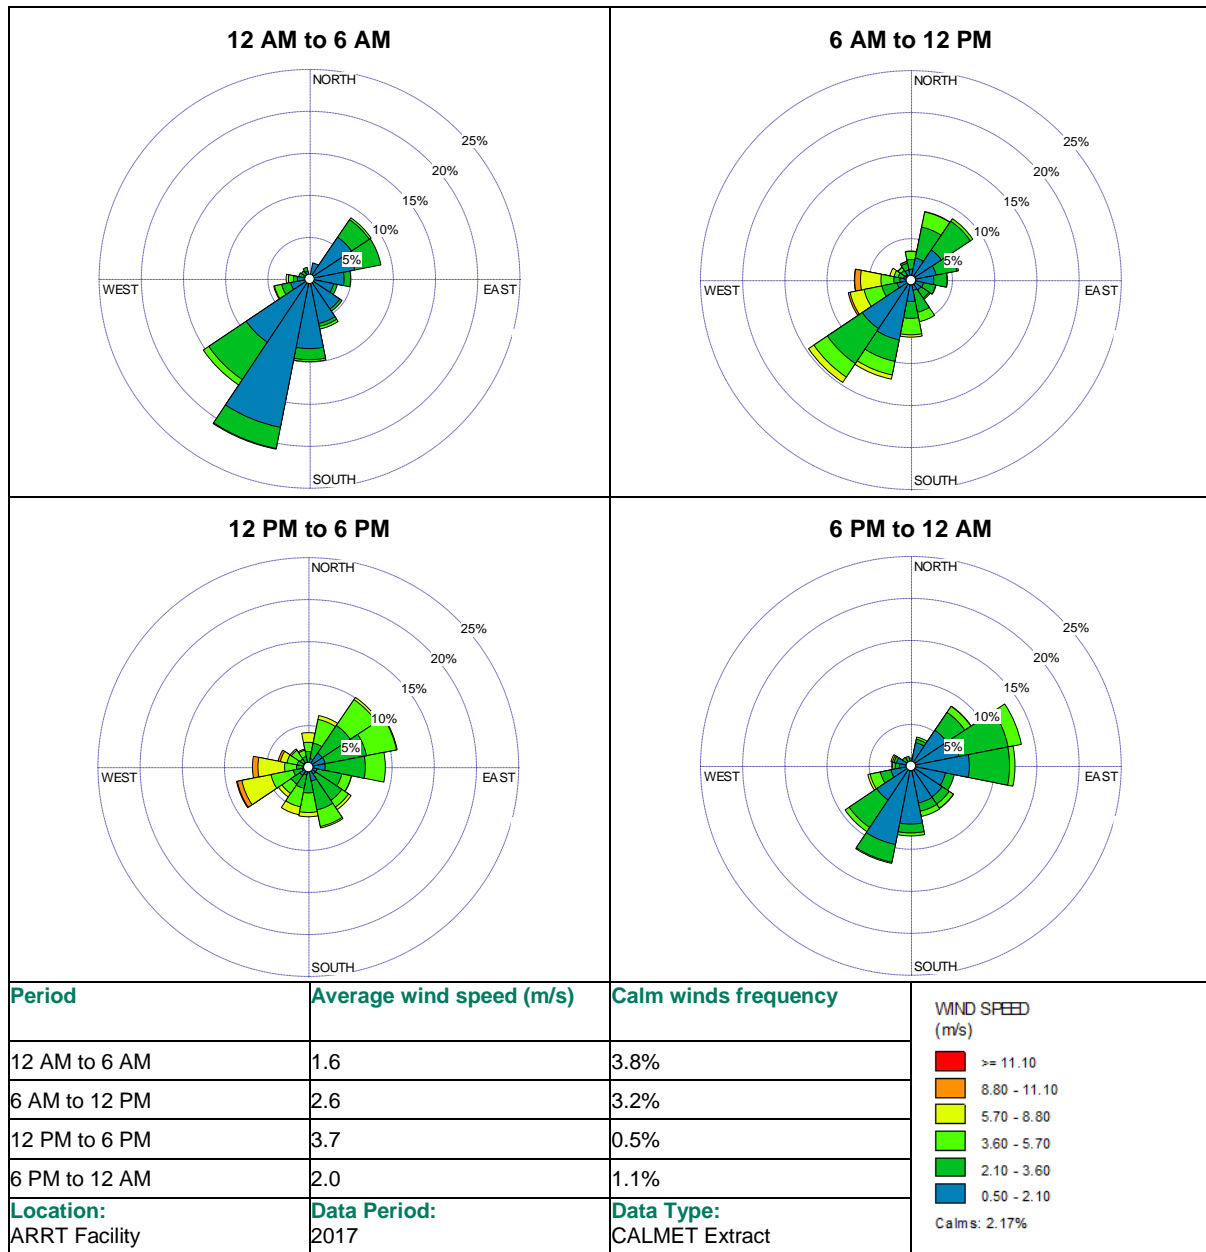 12 AM to 6 AM
NORTH
25%
20%
15%
10%
5%
WEST
EAST
SOUTH
6 AM to 12 PM
NORTH
25%
20%
15%
10%
5%
WEST
EAST
SOUTH
12 PM to 6 PM
NORTH
25%
20%
15%
10%
5%
WEST
EAST
SOUTH
6 PM to 12 AM
NORTH
25%
20%
15%
10%
5%
WEST
EAST
SOUTH
Period Average wind speed (m/s) Calm winds frequency
12 AM to 6 AM 1.6 3.8%
6 AM to 12 PM 2.6 3.2%
12 PM to 6 PM 3.7 0.5%
6 PM to 12 AM 2.0 1.1%
Location: Data Period: Data Type:
ARRT Facility 2017 CALMET Extract
WIND SPEED
(m/s)
>= 11.10
8.80 - 11.10
5.70 - 8.80
3.60 - 5.70
2.10 - 3.60
0.50 - 2.10
Calms: 2.17%